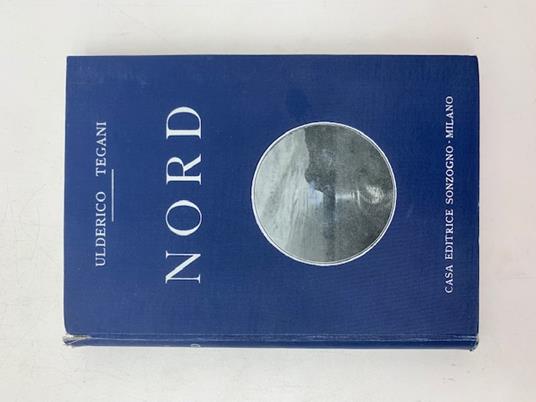 ULDERICO TEGANI
NORD
CASA EDITRICE SONZOGNO · MILANO